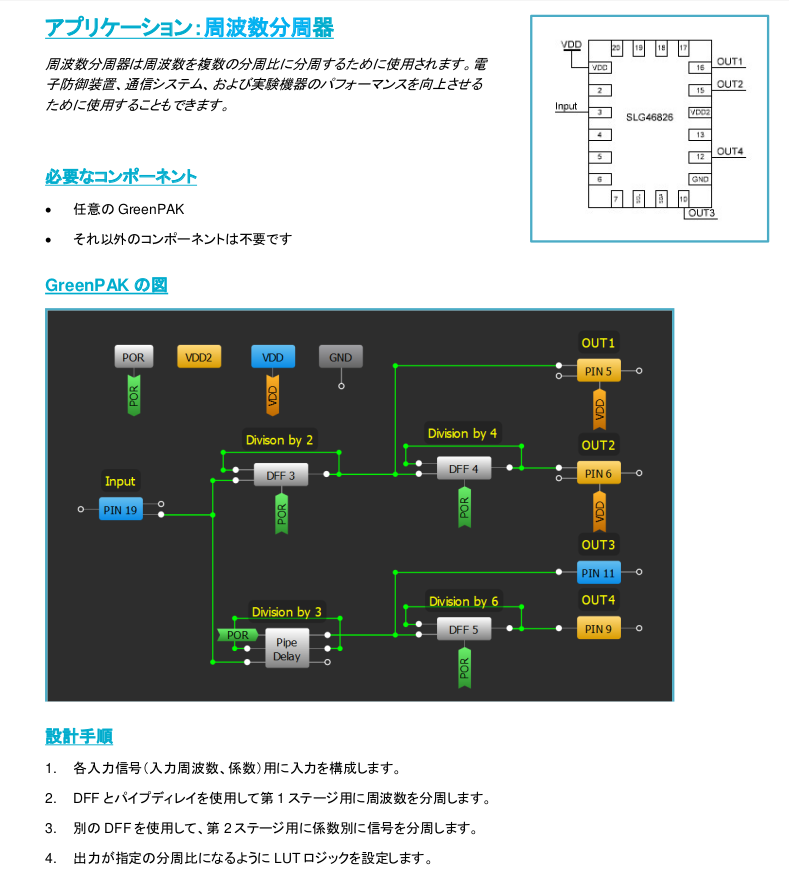 アプリケーション：周波数分周器
周波数分周器は周波数を複数の分周比に分周するために使用されます。電
子防御装置、通信システム、および実験機器のパフォーマンスを向上させる
ために使用することもできます。
VDD
20 19 18 17
VDD 16 OUT1
2 15 OUT2
Input 3 VDD2
SLG46826
4 13
5 12 OUT4
6 GND
7 SCL SDA 10
OUT3
必要なコンポーネント
• 任意の GreenPAK
• それ以外のコンポーネントは不要です
GreenPAK の図
POR VDD2 VDD GND
POR VDD
OUT1
PIN 5
VDD
Divison by 2
Division by 4
OUT2
DFF 3
DFF 4
PIN 6
Input
PIN 19
POR
POR
VDD
OUT3
PIN 11
Division by 3
Division by 6
OUT4
POR
Pipe
Delay
DFF 5
PIN 9
POR
設計手順
1. 各入力信号（入力周波数、係数）用に入力を構成します。
2. DFF とパイプディレイを使用して第 1 ステージ用に周波数を分周します。
3. 別の DFF を使用して、第 2 ステージ用に係数別に信号を分周します。
4. 出力が指定の分周比になるように LUT ロジックを設定します。